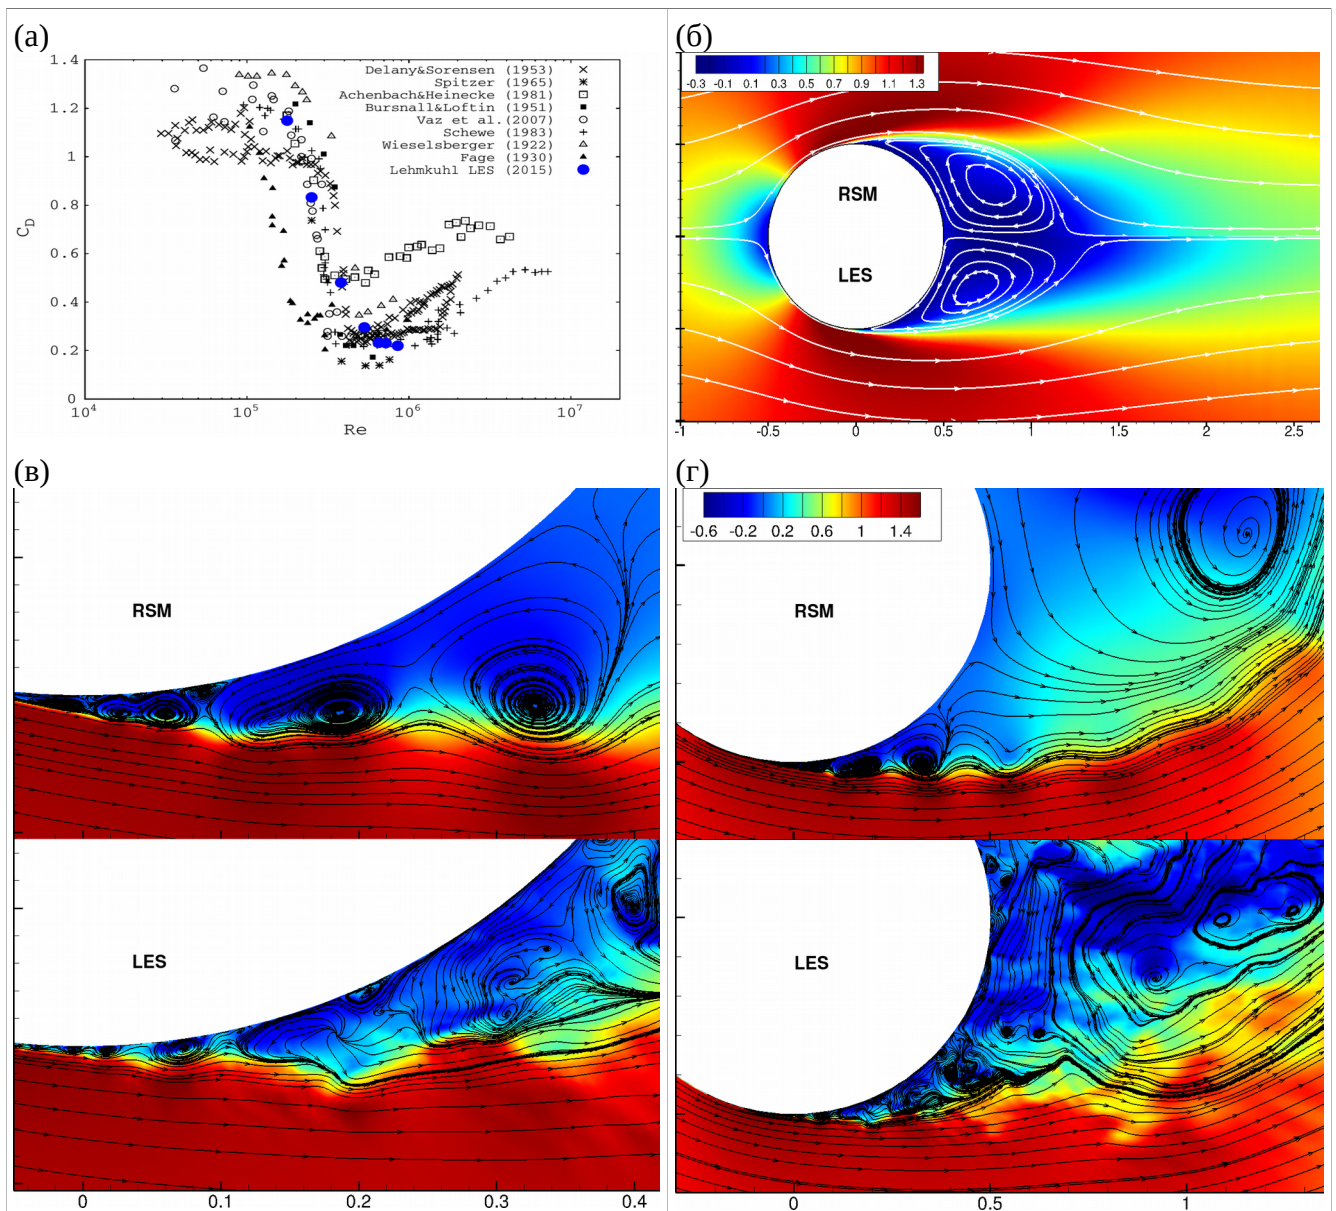 (а)
C_D
1.4
1.2
1
0.8
0.6
0.4
0.2
0
10^4 10^5 10^6 10^7
Re
Delany&Sorensen (1953)
Spitzer (1965)
Achenbach&Heinecke (1981)
Bursnall&Loftin (1951)
Vaz et al.(2007)
Schewe (1983)
Wieselsberger (1922)
Fage (1930)
Lehmkuhl LES (2015)
(б)
-0.3 -0.1 0.1 0.3 0.5 0.7 0.9 1.1 1.3
RSM
LES
-1 -0.5 0 0.5 1 1.5 2 2.5
(в)
RSM
LES
0 0.1 0.2 0.3 0.4
(г)
-0.6 -0.2 0.2 0.6 1 1.4
RSM
LES
0 0.5 1